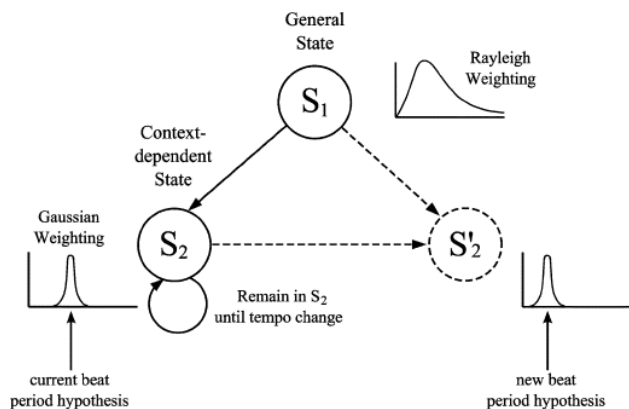 General
State
S1
Rayleigh
Weighting
Context-
dependent
State
Gaussian
Weighting
S2
S'2
Remain in S2
until tempo change
current beat
period hypothesis
new beat
period hypothesis